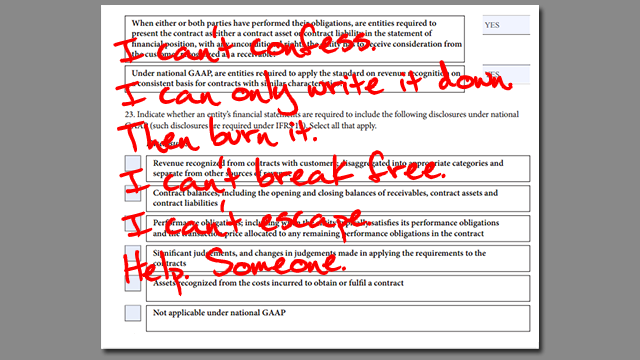 When either or both parties have performed their obligations, are entities required to
present the contract as either a contract asset or contract liability in the statement of
financial position, with any unconditional rights the entity has to receive consideration from
the customer recognized as a receivable?
YES
I can't confess.
Under national GAAP, are entities required to apply the standard on revenue recognition on
consistent basis for contracts with similar characteristics
YES
I can only write it down.
23. Indicate whether an entity's financial statements are required to include the following disclosures under national
(such disclosures are required under IFRS). Select all that apply.
Then burn it.
Revenue recognized from contracts with customers disaggregated into appropriate categories and
separate from other sources of revenue
I can't break free.
Contract balances, including the opening and closing balances of receivables, contract assets and
contract liabilities
I can't escape.
Performance obligations, including when the entity typically satisfies its performance obligations
and the transaction price allocated to any remaining performance obligations in the contract
Significant judgements, and changes in judgements made in applying the requirements to the
contracts
Help. Someone.
Assets recognized from the costs incurred to obtain or fulfil a contract
Not applicable under national GAAP